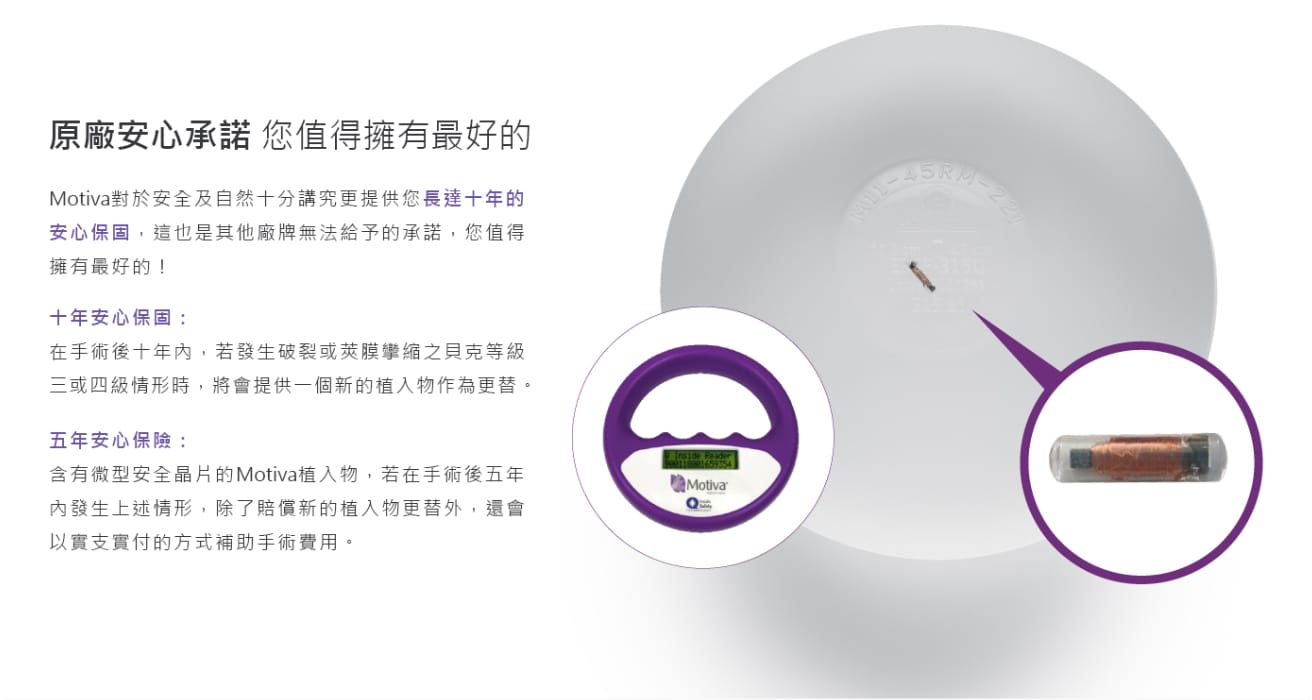 原廠安心承諾 您值得擁有最好的
Motiva對於安全及自然十分講究更提供您長達十年的
安心保固，這也是其他廠牌無法給予的承諾，您值得
擁有最好的！
十年安心保固：
在手術後十年內，若發生破裂或莢膜攣縮之貝克等級
三或四級情形時，將會提供一個新的植入物作為更替。
五年安心保險：
含有微型安全晶片的Motiva植入物，若在手術後五年
內發生上述情形，除了賠償新的植入物更替外，還會
以實支實付的方式補助手術費用。
Inside Reader
Motiva
Safety